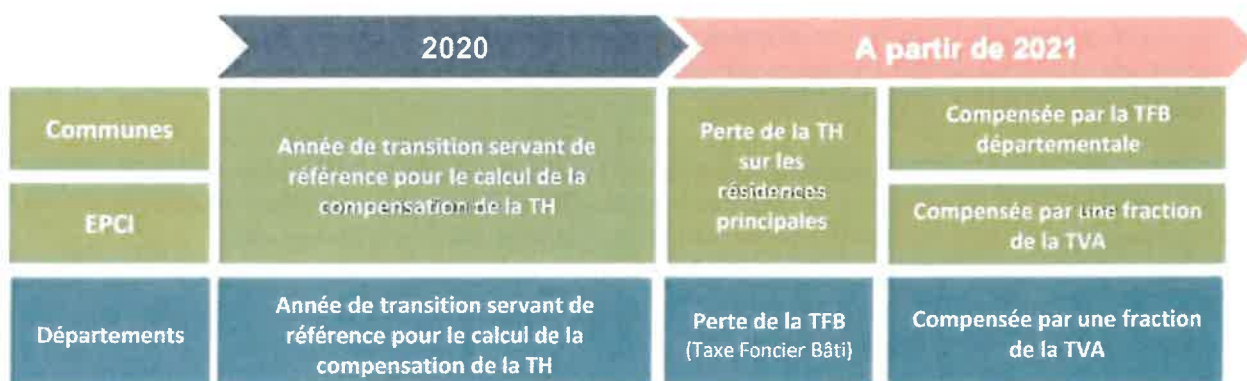 2020
A partir de 2021
Communes
EPCI
Année de transition servant de
référence pour le calcul de la
compensation de la TH
Perte de la TH
sur les
résidences
principales
Compensée par la TFB
départementale
Compensée par une fraction
de la TVA
Départements
Année de transition servant de
référence pour le calcul de la
compensation de la TH
Perte de la TFB
(Taxe Foncier Bâti)
Compensée par une fraction
de la TVA